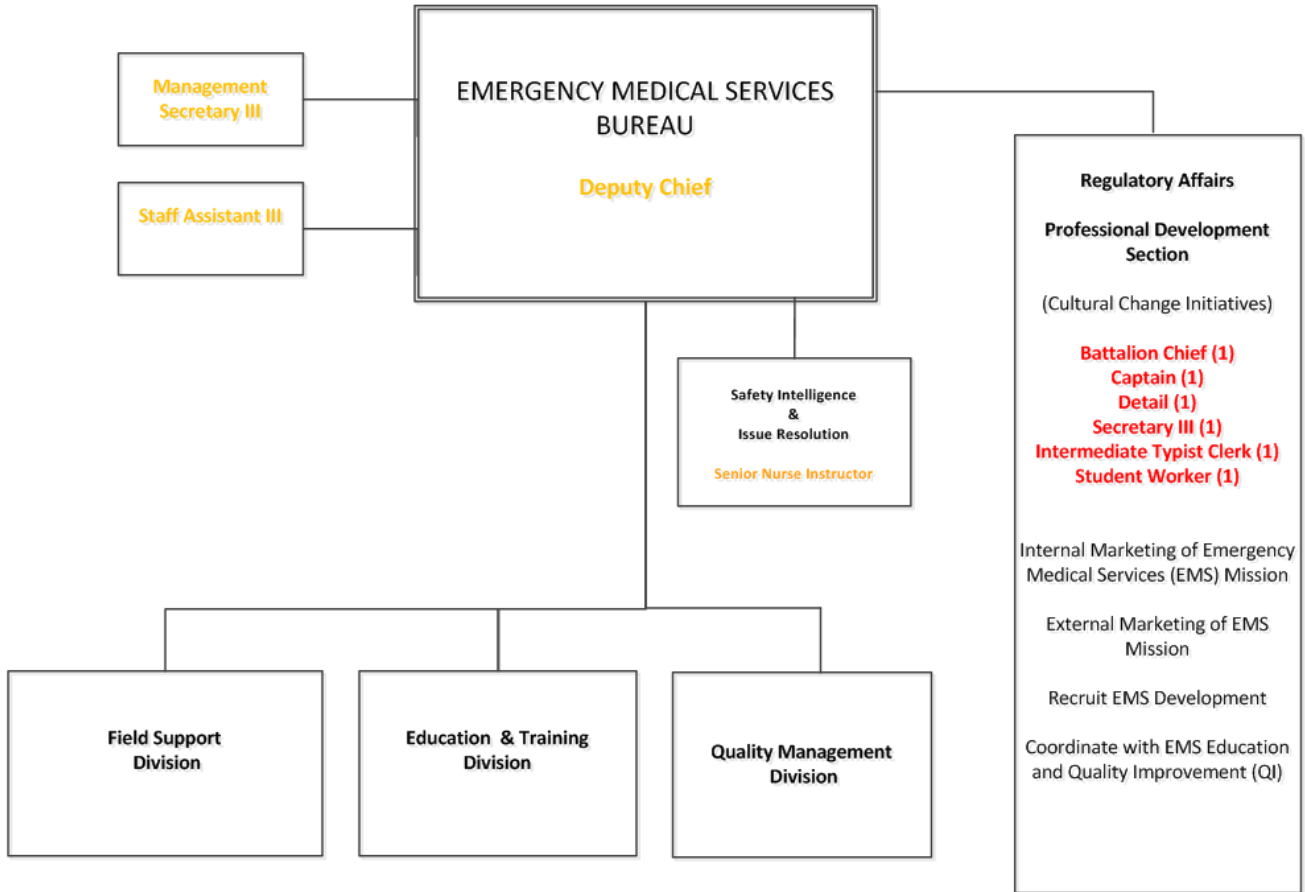 Management
Secretary III
Staff Assistant III
EMERGENCY MEDICAL SERVICES
BUREAU
Deputy Chief
Safety Intelligence
&
Issue Resolution
Senior Nurse Instructor
Regulatory Affairs
Professional Development
Section
(Cultural Change Initiatives)
Battalion Chief (1)
Captain (1)
Detail (1)
Secretary III (1)
Intermediate Typist Clerk (1)
Student Worker (1)
Internal Marketing of Emergency
Medical Services (EMS) Mission
External Marketing of EMS
Mission
Recruit EMS Development
Coordinate with EMS Education
and Quality Improvement (QI)
Field Support
Division
Education & Training
Division
Quality Management
Division